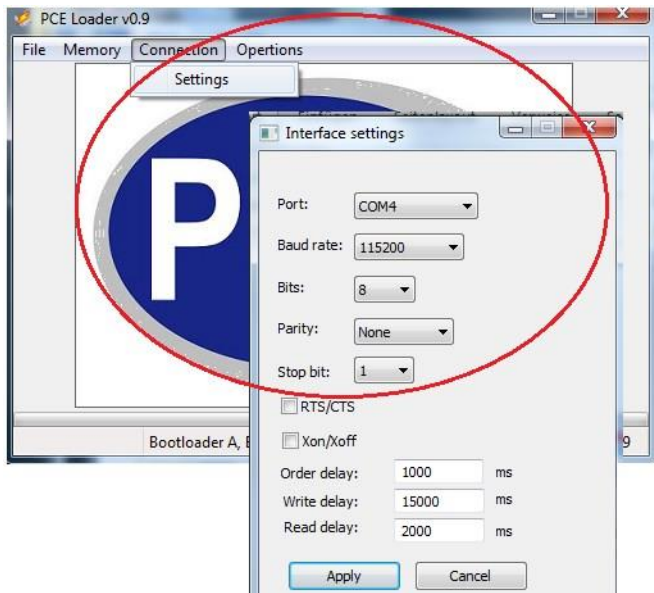 PCE Loader v0.9
File Memory Connection Opertions
Settings
P
Interface settings
Port: COM4
Baud rate: 115200
Bits: 8
Parity: None
Stop bit: 1
RTS/CTS
Xon/Xoff
Order delay: 1000 ms
Write delay: 15000 ms
Read delay: 2000 ms
Apply Cancel
Bootloader A, 9